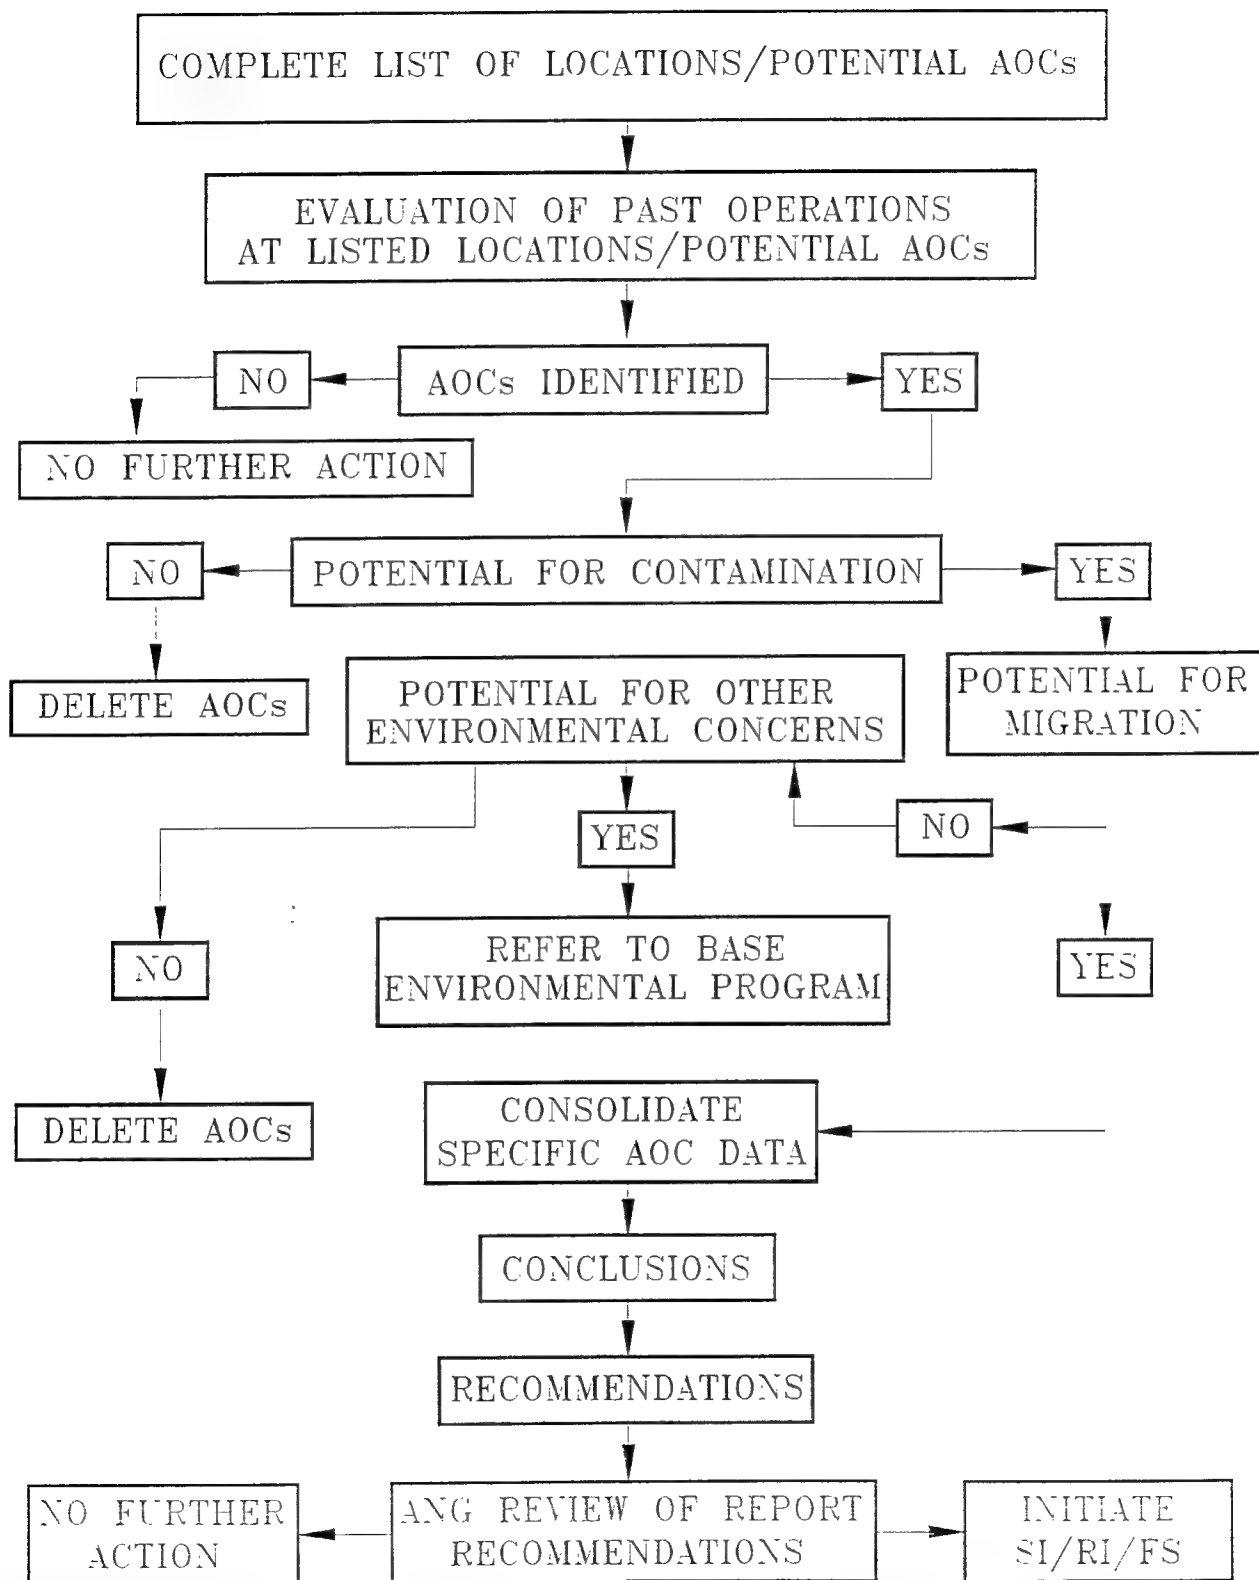 COMPLETE LIST OF LOCATIONS/POTENTIAL AOCs
EVALUATION OF PAST OPERATIONS
AT LISTED LOCATIONS/POTENTIAL AOCs
NO
AOCs IDENTIFIED
YES
NO FURTHER ACTION
NO
POTENTIAL FOR CONTAMINATION
YES
DELETE AOCs
POTENTIAL FOR OTHER
ENVIRONMENTAL CONCERNS
POTENTIAL FOR
MIGRATION
YES
NO
NO
REFER TO BASE
ENVIRONMENTAL PROGRAM
YES
DELETE AOCs
CONSOLIDATE
SPECIFIC AOC DATA
CONCLUSIONS
RECOMMENDATIONS
NO FURTHER
ACTION
ANG REVIEW OF REPORT
RECOMMENDATIONS
INITIATE
SI/RI/FS